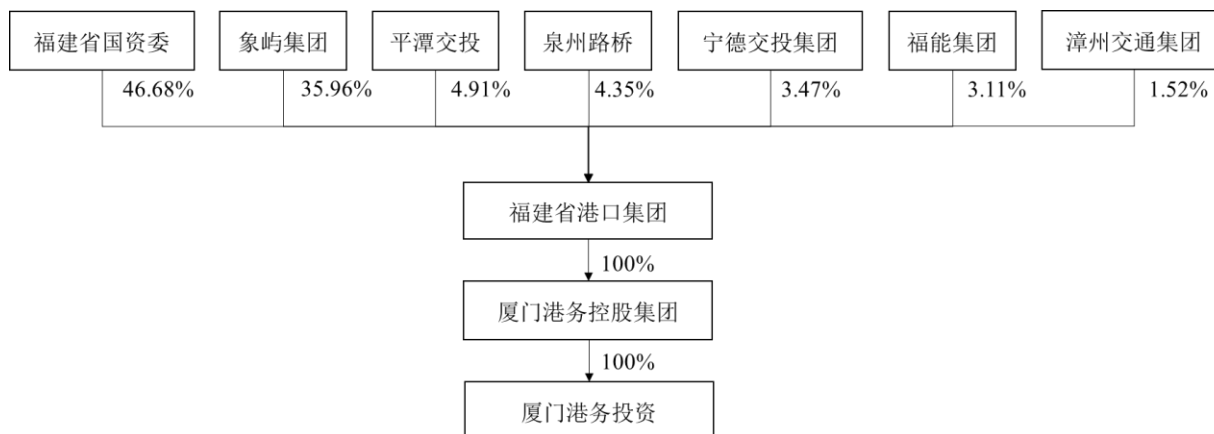 福建省国资委
象屿集团
平潭交投
泉州路桥
宁德交投集团
福能集团
漳州交通集团
46.68%
35.96%
4.91%
4.35%
3.47%
3.11%
1.52%
福建省港口集团
100%
厦门港务控股集团
100%
厦门港务投资